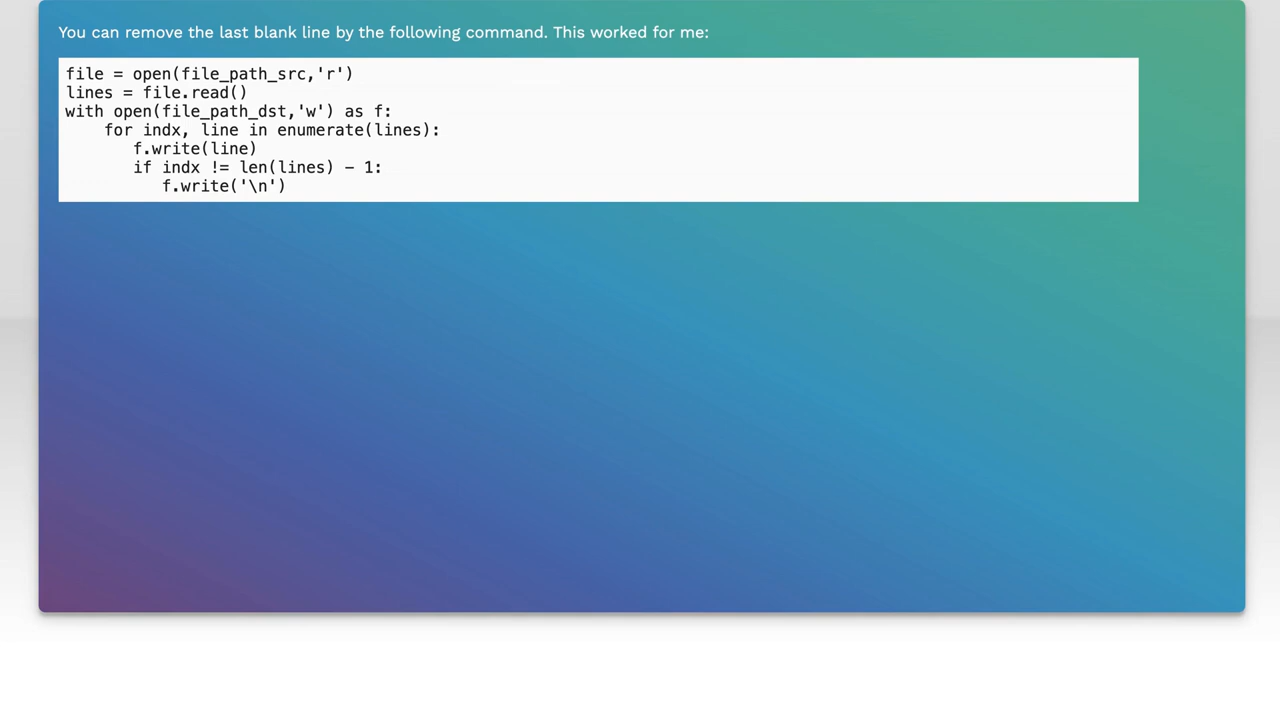 You can remove the last blank line by the following command. This worked for me:
file = open(file_path_src,'r')
lines = file.read()
with open(file_path_dst,'w') as f:
    for indx, line in enumerate(lines):
       f.write(line)
       if indx != len(lines) - 1:
          f.write('\n')